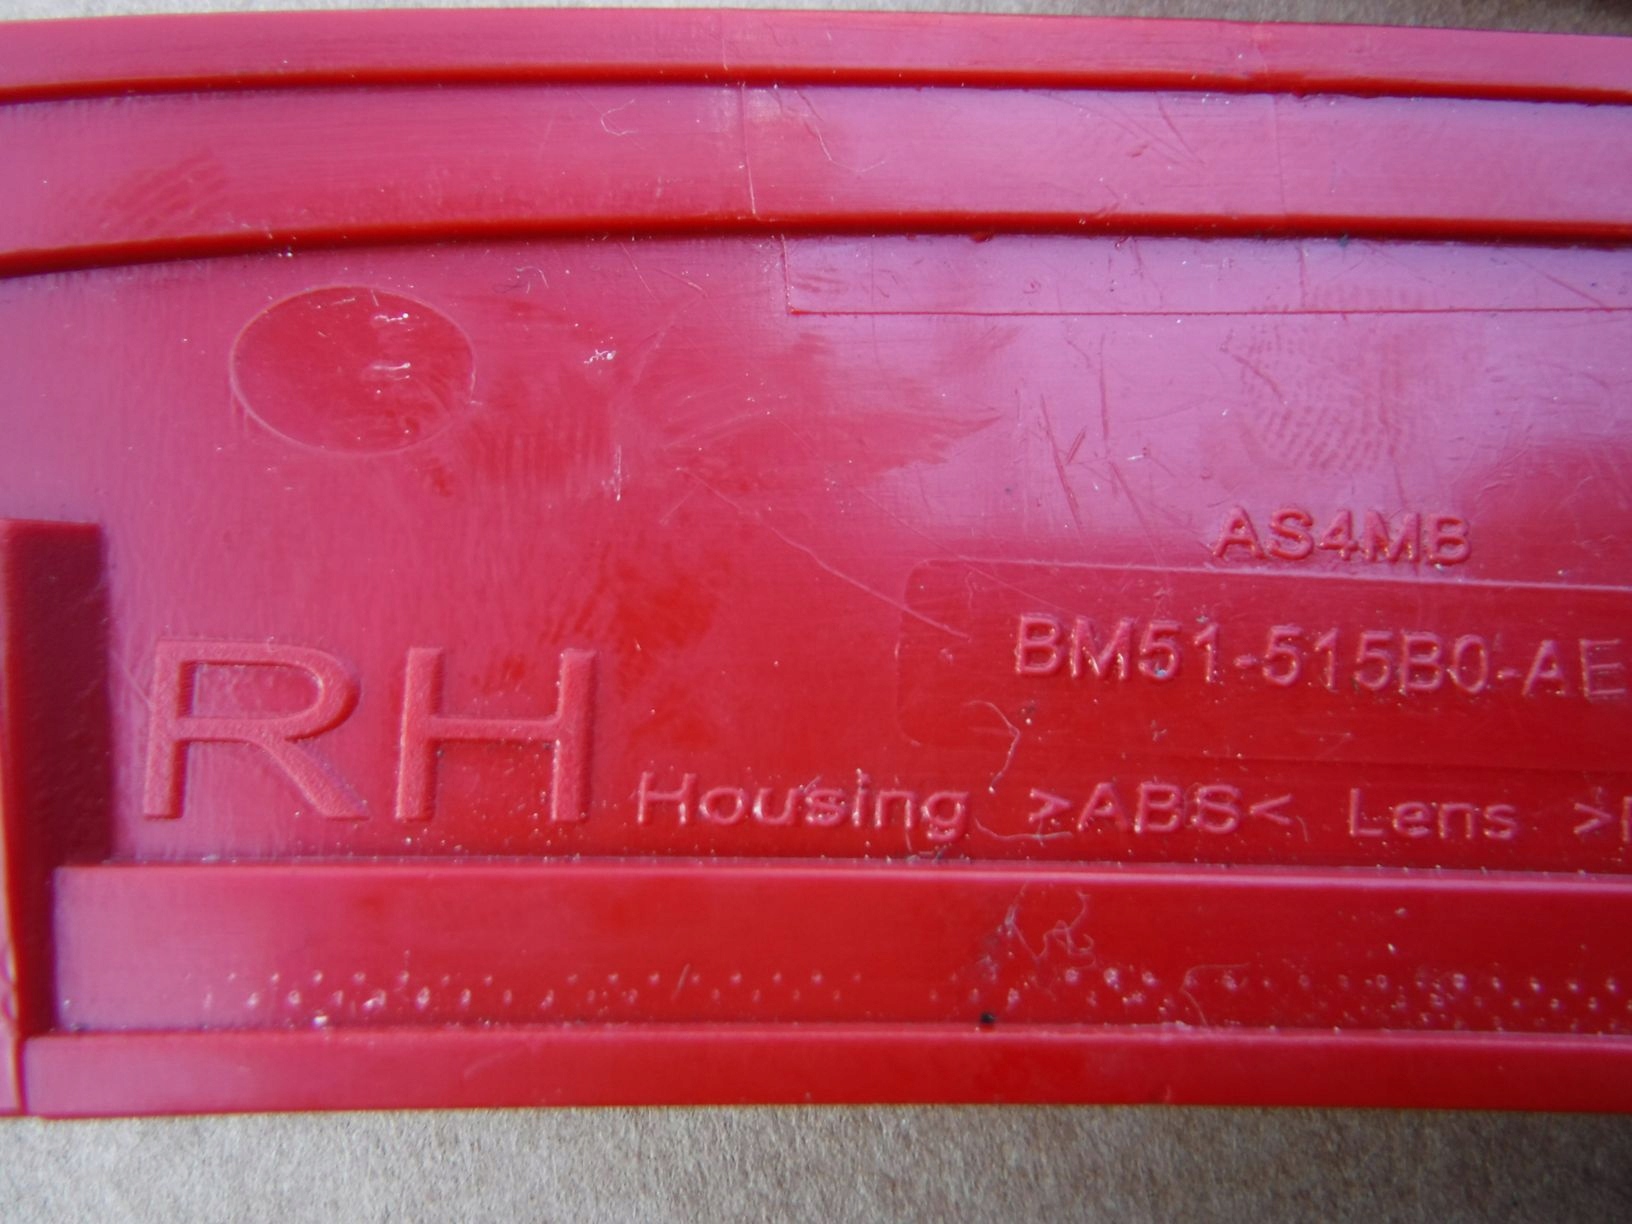 AS4MB
BM51-515B0-AE
RH Housing >ABS< Lens >